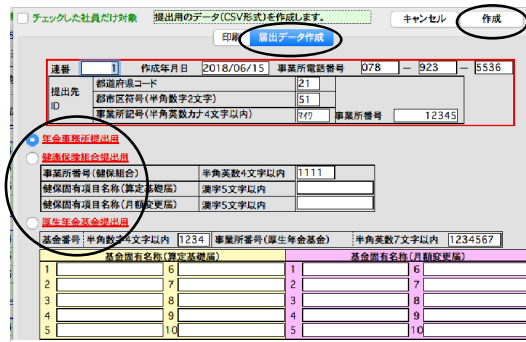 チェックした社員だけ対象 提出用のデータ(CSV形式)を作成します。 キャンセル 作成
印刷 届出データ作成
連番 1 作成年月日 2018/06/15 事業所電話番号 078 - 923 - 5536
提出先ID 都道府県コード 21
郡市区符号(半角数字2文字) 51
事業所記号(半角英数カナ4文字以内) ﾏｲﾜ 事業所番号 12345
年金事務所提出用
健康保険組合提出用
事業所番号(健保組合) 半角英数4文字以内 1111
健保固有項目名称(算定基礎届) 漢字5文字以内
健保固有項目名称(月額変更届) 漢字5文字以内
厚生年金基金提出用
基金番号 半角数字4文字以内 1234 事業所番号(厚生年金基金) 半角英数7文字以内 1234567
基金固有名称(算定基礎届) 基金固有名称(月額変更届)
1 6 1 6
2 7 2 7
3 8 3 8
4 9 4 9
5 10 5 10